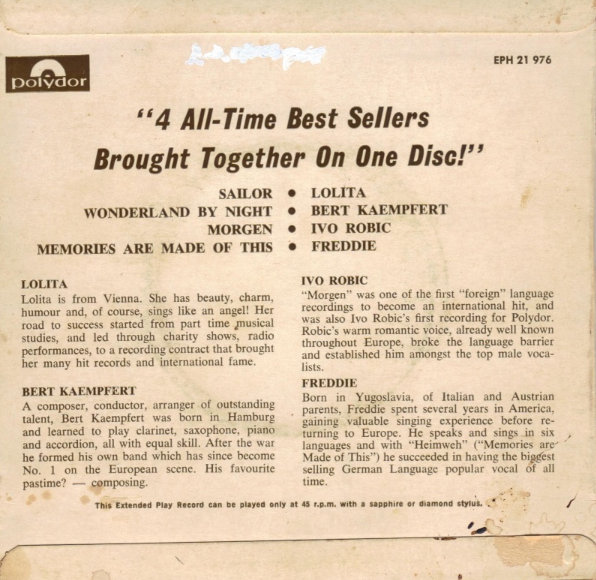 polydor
EPH 21 976
"4 All-Time Best Sellers
Brought Together On One Disc!"
SAILOR • LOLITA
WONDERLAND BY NIGHT • BERT KAEMPFERT
MORGEN • IVO ROBIC
MEMORIES ARE MADE OF THIS • FREDDIE
LOLITA
Lolita is from Vienna. She has beauty, charm,
humour and, of course, sings like an angel! Her
road to success started from part time musical
studies, and led through charity shows, radio
performances, to a recording contract that brought
her many hit records and international fame.
BERT KAEMPFERT
A composer, conductor, arranger of outstanding
talent, Bert Kaempfert was born in Hamburg
and learned to play clarinet, saxophone, piano
and accordion, all with equal skill. After the war
he formed his own band which has since become
No. 1 on the European scene. His favourite
pastime? — composing.
IVO ROBIC
"Morgen" was one of the first "foreign" language
recordings to become an international hit, and
was also Ivo Robic's first recording for Polydor.
Robic's warm romantic voice, already well known
throughout Europe, broke the language barrier
and established him amongst the top male voca-
lists.
FREDDIE
Born in Yugoslavia, of Italian and Austrian
parents, Freddie spent several years in America,
gaining valuable singing experience before re-
turning to Europe. He speaks and sings in six
languages and with "Heimweh" ("Memories are
Made of This") he succeeded in having the biggest
selling German Language popular vocal of all
time.
This Extended Play Record can be played only at 45 r.p.m. with a sapphire or diamond stylus.